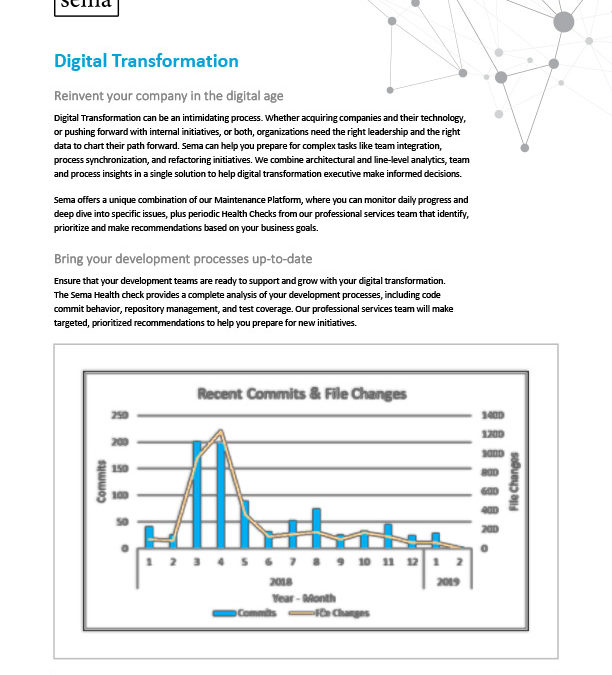 sema
Digital Transformation
Reinvent your company in the digital age
Digital Transformation can be an intimidating process. Whether acquiring companies and their technology,
or pushing forward with internal initiatives, or both, organizations need the right leadership and the right
data to chart their path forward. Sema can help you prepare for complex tasks like team integration,
process synchronization, and refactoring initiatives. We combine architectural and line-level analytics, team
and process insights in a single solution to help digital transformation executive make informed decisions.
Sema offers a unique combination of our Maintenance Platform, where you can monitor daily progress and
deep dive into specific issues, plus periodic Health Checks from our professional services team that identify,
prioritize and make recommendations based on your business goals.
Bring your development processes up-to-date
Ensure that your development teams are ready to support and grow with your digital transformation.
The Sema Health check provides a complete analysis of your development processes, including code
commit behavior, repository management, and test coverage. Our professional services team will make
targeted, prioritized recommendations to help you prepare for new initiatives.
Recent Commits & File Changes
250
200
150
100
50
0
Commits
1400
1200
1000
800
600
400
200
0
File Changes
1 2 3 4 5 6 7 8 9 10 11 12 1 2
2018 2019
Year - Month
Commits File Changes